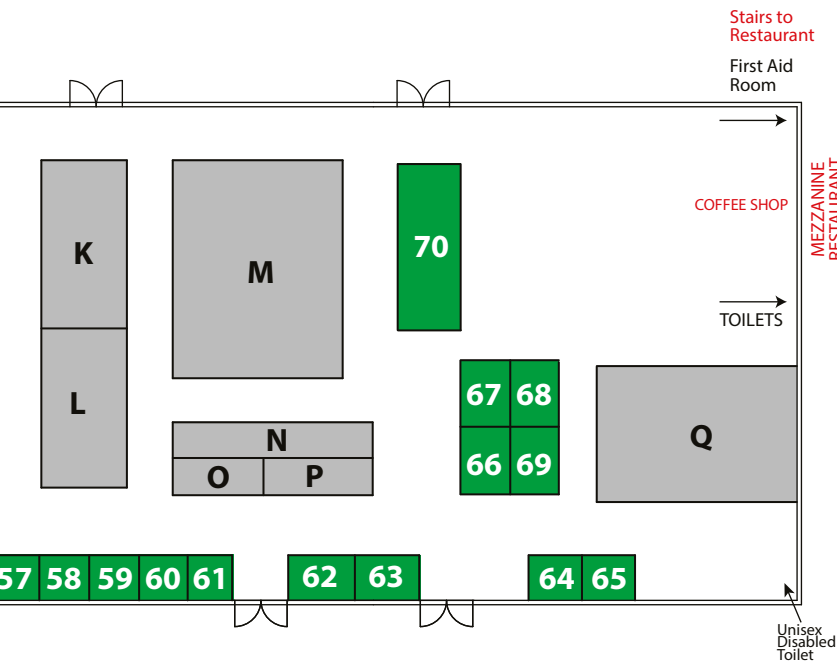 Stairs to
Restaurant
First Aid
Room
MEZZANINE
RESTAURANT
COFFEE SHOP
K
M
70
TOILETS
L
67 68
N
Q
66 69
O P
57 58 59 60 61 62 63 64 65
Unisex
Disabled
Toilet